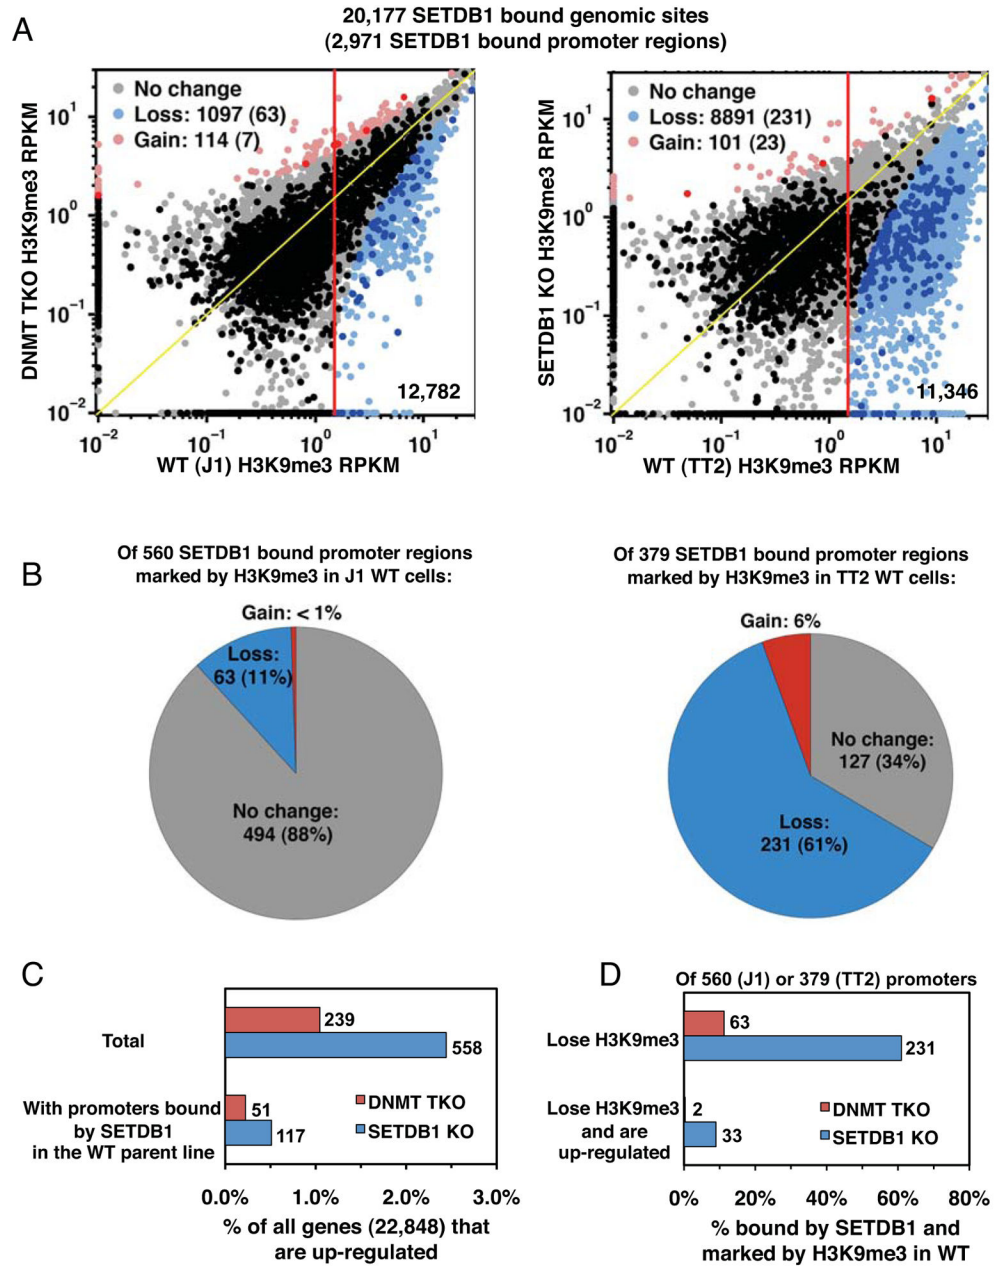 A
20,177 SETDB1 bound genomic sites
(2,971 SETDB1 bound promoter regions)
DNMT TKO H3K9me3 RPKM
10^1
10^0
10^−1
10^−2
No change
Loss: 1097 (63)
Gain: 114 (7)
12,782
10^−2 10^−1 10^0 10^1
WT (J1) H3K9me3 RPKM
SETDB1 KO H3K9me3 RPKM
10^1
10^0
10^−1
10^−2
No change
Loss: 8891 (231)
Gain: 101 (23)
11,346
10^−2 10^−1 10^0 10^1
WT (TT2) H3K9me3 RPKM
B
Of 560 SETDB1 bound promoter regions
marked by H3K9me3 in J1 WT cells:
Gain: < 1%
Loss:
63 (11%)
No change:
494 (88%)
Of 379 SETDB1 bound promoter regions
marked by H3K9me3 in TT2 WT cells:
Gain: 6%
No change:
127 (34%)
Loss:
231 (61%)
C
Total
239
558
With promoters bound
by SETDB1
in the WT parent line
51
117
DNMT TKO
SETDB1 KO
0.0% 1.0% 2.0% 3.0%
% of all genes (22,848) that
are up-regulated
D
Of 560 (J1) or 379 (TT2) promoters
Lose H3K9me3
63
231
Lose H3K9me3
and are
up-regulated
2
33
DNMT TKO
SETDB1 KO
0% 20% 40% 60% 80%
% bound by SETDB1 and
marked by H3K9me3 in WT